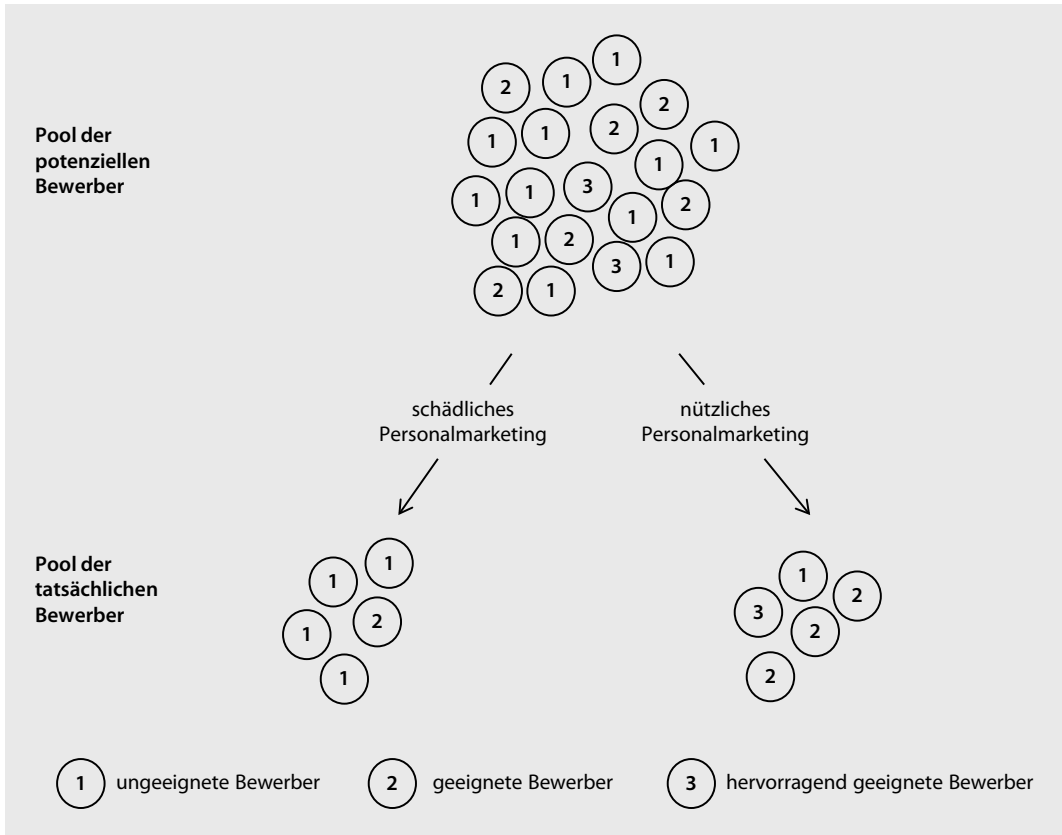 Pool der
potenziellen
Bewerber
1
2
1
2
2
1
1
1
1
1
3
1
1
2
1
1
2
3
1
2
1
schädliches
Personalmarketing
nützliches
Personalmarketing
Pool der
tatsächlichen
Bewerber
1
1
2
1
1
1
2
3
2
2
1 ungeeignete Bewerber
2 geeignete Bewerber
3 hervorragend geeignete Bewerber